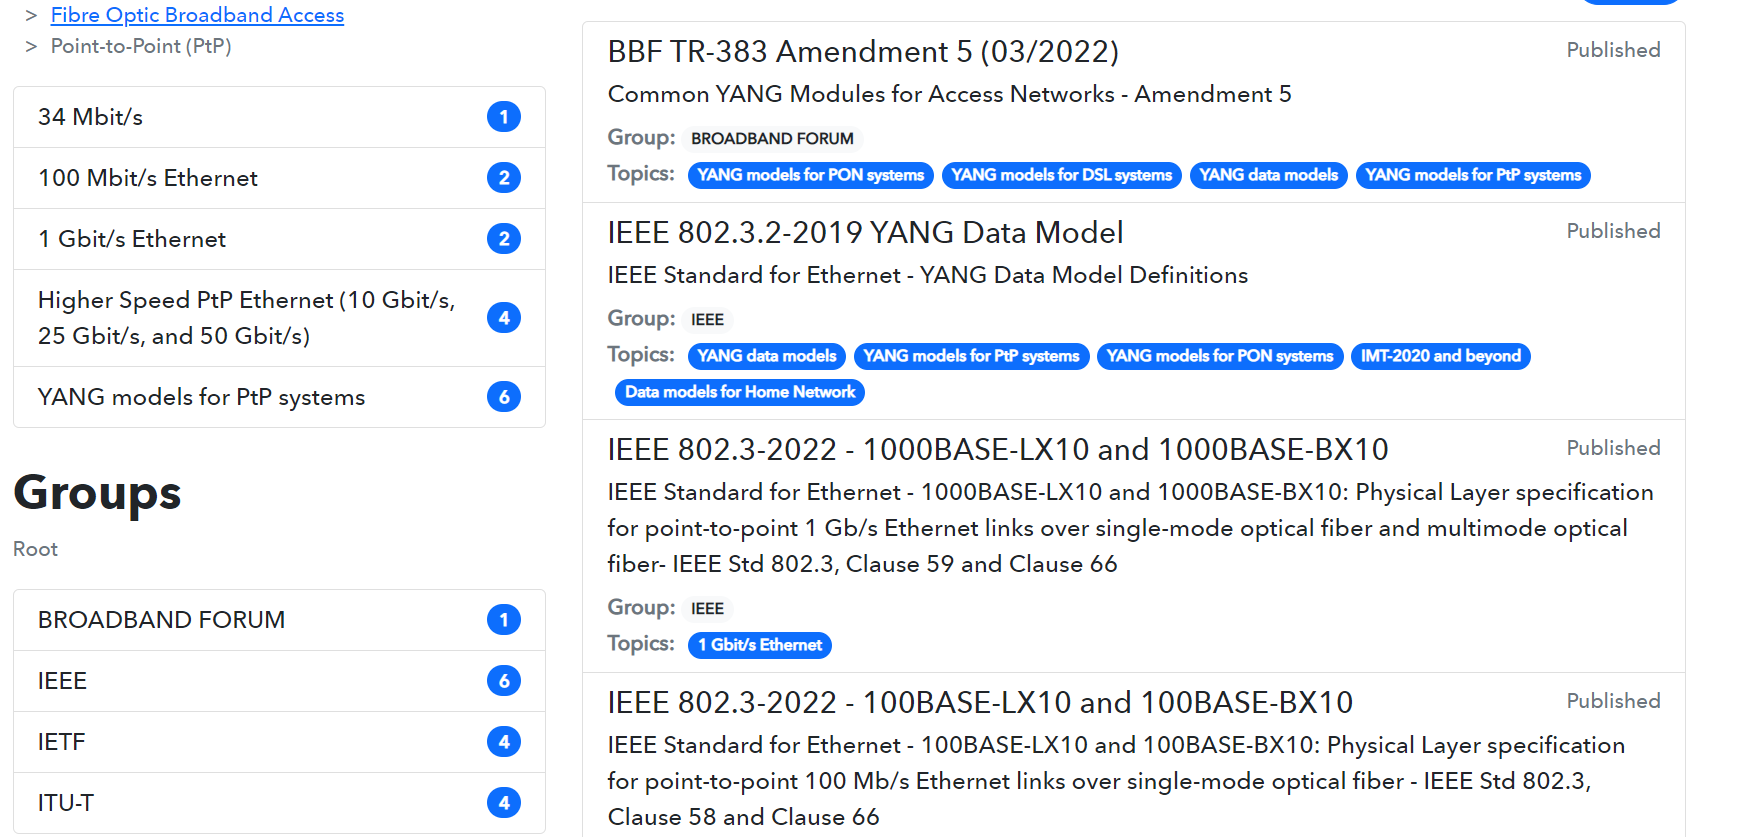 > Fibre Optic Broadband Access
> Point-to-Point (PtP)
34 Mbit/s 1
100 Mbit/s Ethernet 2
1 Gbit/s Ethernet 2
Higher Speed PtP Ethernet (10 Gbit/s,
25 Gbit/s, and 50 Gbit/s) 4
YANG models for PtP systems 6
Groups
Root
BROADBAND FORUM 1
IEEE 6
IETF 4
ITU-T 4
BBF TR-383 Amendment 5 (03/2022) Published
Common YANG Modules for Access Networks - Amendment 5
Group: BROADBAND FORUM
Topics: YANG models for PON systems YANG models for DSL systems YANG data models YANG models for PtP systems
IEEE 802.3.2-2019 YANG Data Model Published
IEEE Standard for Ethernet - YANG Data Model Definitions
Group: IEEE
Topics: YANG data models YANG models for PtP systems YANG models for PON systems IMT-2020 and beyond
Data models for Home Network
IEEE 802.3-2022 - 1000BASE-LX10 and 1000BASE-BX10 Published
IEEE Standard for Ethernet - 1000BASE-LX10 and 1000BASE-BX10: Physical Layer specification
for point-to-point 1 Gb/s Ethernet links over single-mode optical fiber and multimode optical
fiber- IEEE Std 802.3, Clause 59 and Clause 66
Group: IEEE
Topics: 1 Gbit/s Ethernet
IEEE 802.3-2022 - 100BASE-LX10 and 100BASE-BX10 Published
IEEE Standard for Ethernet - 100BASE-LX10 and 100BASE-BX10: Physical Layer specification
for point-to-point 100 Mb/s Ethernet links over single-mode optical fiber - IEEE Std 802.3,
Clause 58 and Clause 66